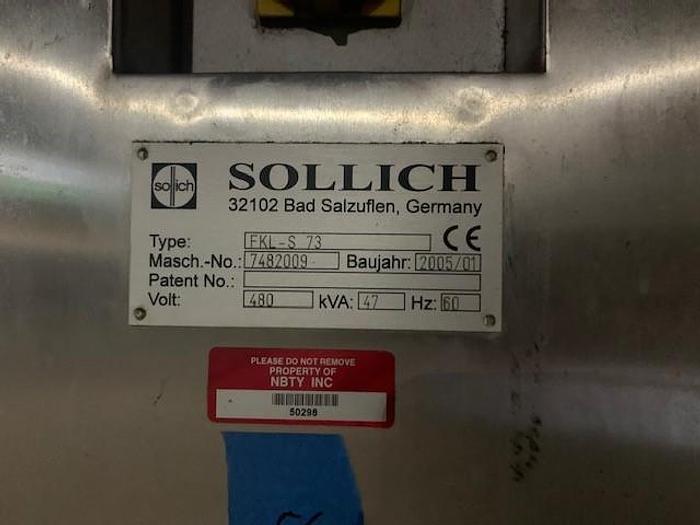 sollich SOLLICH
32102 Bad Salzuflen, Germany
Type: FKL-S 73 CE
Masch.-No.: 7482009 Baujahr: 2005/01
Patent No.:
Volt: 480 kVA: 47 Hz: 60
PLEASE DO NOT REMOVE
PROPERTY OF
NBTY INC
50298